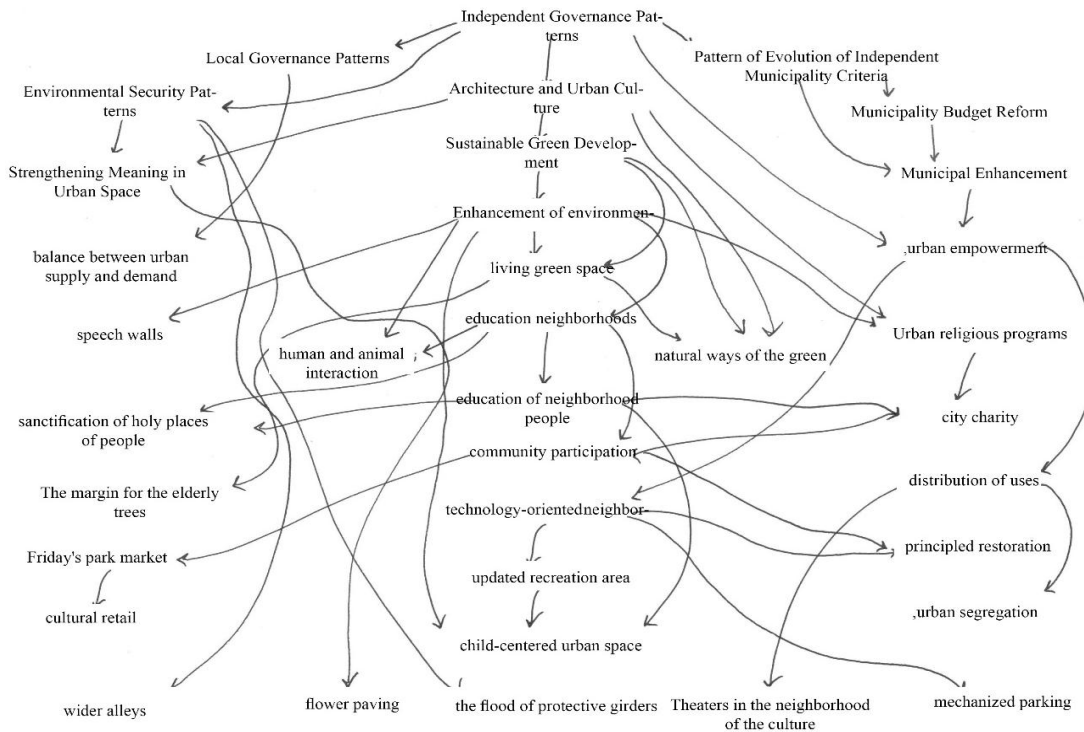 Independent Governance Pat-
terns
Local Governance Patterns
Pattern of Evolution of Independent
Municipality Criteria
Environmental Security Pat-
terns
Architecture and Urban Cul-
ture
Municipality Budget Reform
Sustainable Green Develop-
ment
Strengthening Meaning in
Urban Space
Municipal Enhancement
Enhancement of environmen-
balance between urban
supply and demand
,urban empowerment
living green space
speech walls
education neighborhoods
Urban religious programs
human and animal
interaction
;
natural ways of the green
sanctification of holy places
of people
education of neighborhood
people
city charity
community participation
The margin for the elderly
trees
distribution of uses
technology-orientedneighbor-
Friday's park market
principled restoration
updated recreation area
cultural retail
,urban segregation
child-centered urban space
wider alleys
flower paving
the flood of protective girders
Theaters in the neighborhood
of the culture
mechanized parking